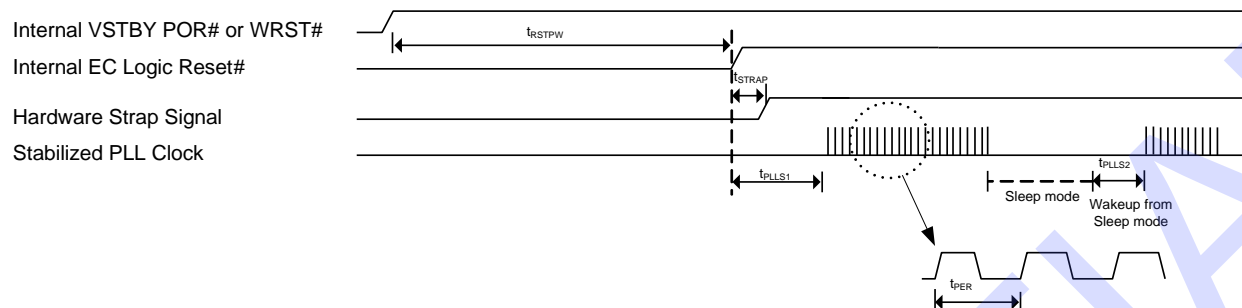 Internal VSTBY POR# or WRST#
tRSTPW
Internal EC Logic Reset#
tSTRAP
Hardware Strap Signal
Stabilized PLL Clock
tPLLS1
tPLLS2
Sleep mode
Wakeup from
Sleep mode
tPER